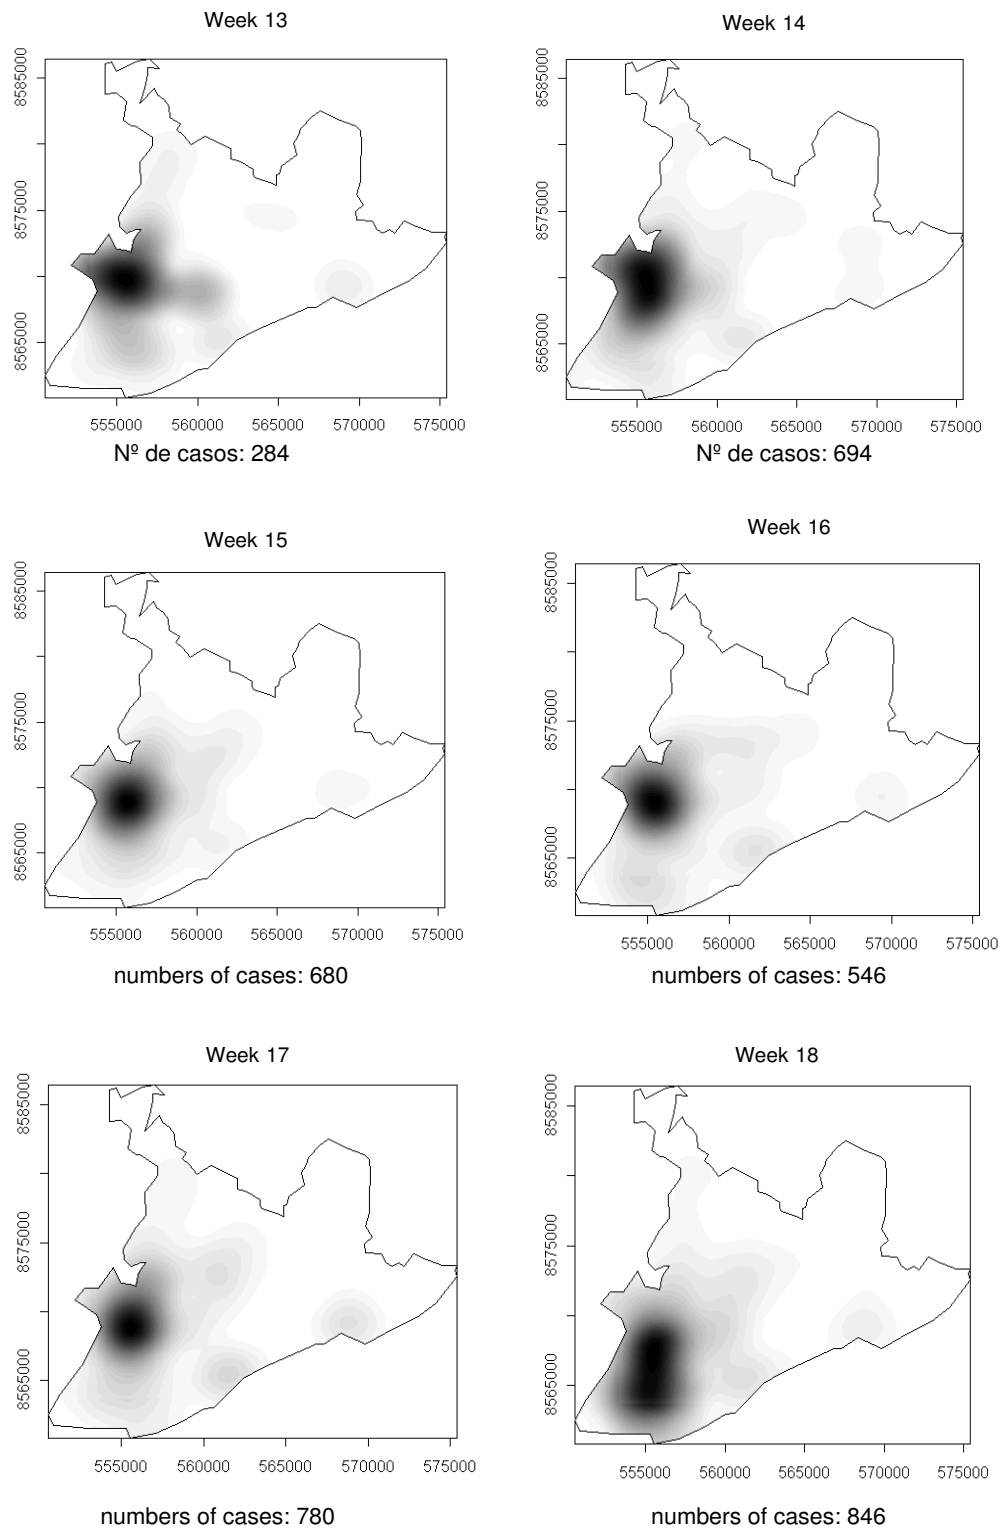 Week 13
8585000
8575000
8565000
555000 560000 565000 570000 575000
Nº de casos: 284
Week 14
8585000
8575000
8565000
555000 560000 565000 570000 575000
Nº de casos: 694
Week 15
8585000
8575000
8565000
555000 560000 565000 570000 575000
numbers of cases: 680
Week 16
8585000
8575000
8565000
555000 560000 565000 570000 575000
numbers of cases: 546
Week 17
8585000
8575000
8565000
555000 560000 565000 570000 575000
numbers of cases: 780
Week 18
8585000
8575000
8565000
555000 560000 565000 570000 575000
numbers of cases: 846